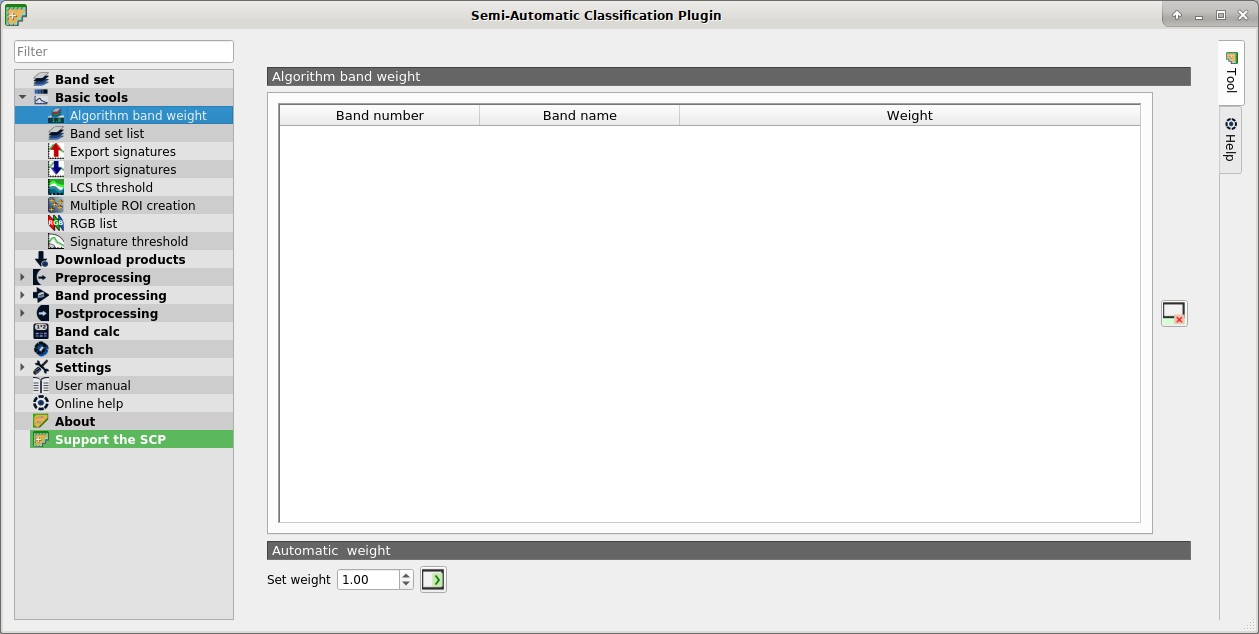 Semi-Automatic Classification Plugin
Filter
Band set
Basic tools
Algorithm band weight
Band set list
Export signatures
Import signatures
LCS threshold
Multiple ROI creation
RGB list
Signature threshold
Download products
Preprocessing
Band processing
Postprocessing
Band calc
Batch
Settings
User manual
Online help
About
Support the SCP
Algorithm band weight
Band number Band name Weight
Automatic  weight
Set weight 1.00
Tool
Help